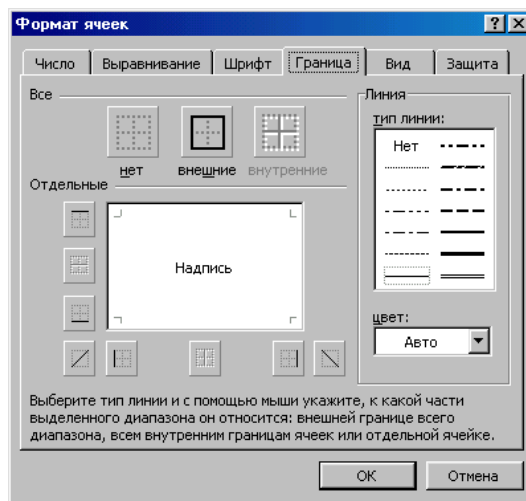 Формат ячеек
Число Выравнивание Шрифт Граница Вид Защита
Все
нет внешние внутренние
Отдельные
Надпись
Линия
тип линии:
Нет
цвет:
Авто
Выберите тип линии и с помощью мыши укажите, к какой части
выделенного диапазона он относится: внешней границе всего
диапазона, всем внутренним границам ячеек или отдельной ячейке.
ОК Отмена